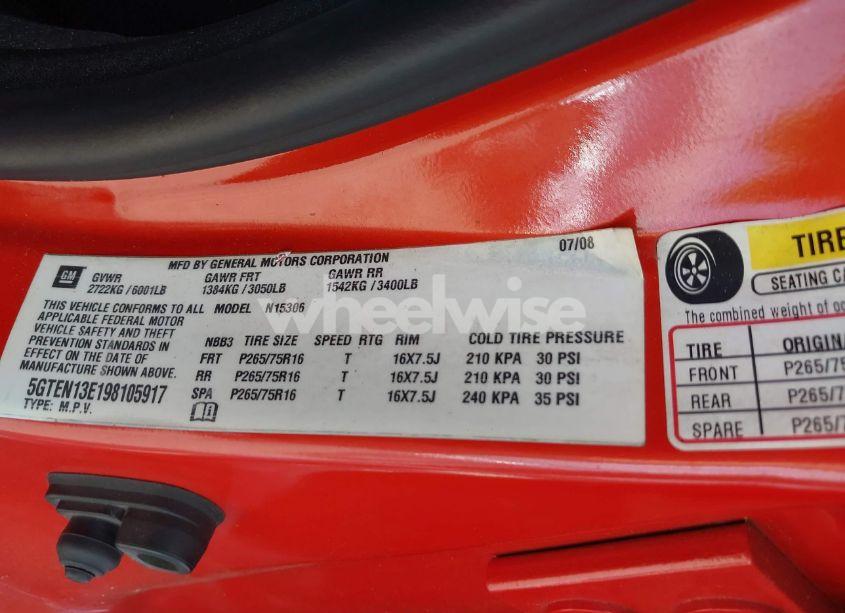 07/08
MFD BY GENERAL MOTORS CORPORATION
GM GVWR GAWR FRT GAWR RR
2722KG / 6001LB 1384KG / 3050LB 1542KG / 3400LB
THIS VEHICLE CONFORMS TO ALL MODEL N15306
APPLICABLE FEDERAL MOTOR
VEHICLE SAFETY AND THEFT
PREVENTION STANDARDS IN
EFFECT ON THE DATE OF
MANUFACTURE SHOWN ABOVE.
5GTEN13E198105917
TYPE: M.P.V.
NBB3 TIRE SIZE SPEED RTG RIM COLD TIRE PRESSURE
FRT P265/75R16 T 16X7.5J 210 KPA 30 PSI
RR P265/75R16 T 16X7.5J 210 KPA 30 PSI
SPA P265/75R16 T 16X7.5J 240 KPA 35 PSI
wheelwise
TIRE
SEATING CA
The combined weight of
TIRE ORIGIN
FRONT P265/75
REAR P265/75
SPARE P265/7